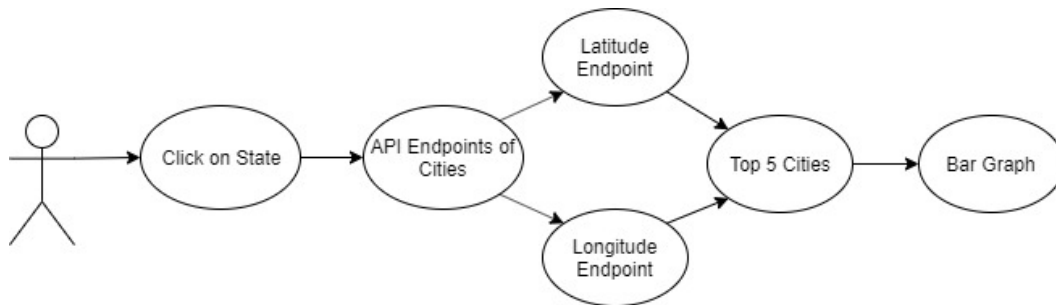 Latitude
Endpoint
Click on State
API Endpoints of
Cities
Top 5 Cities
Bar Graph
Longitude
Endpoint